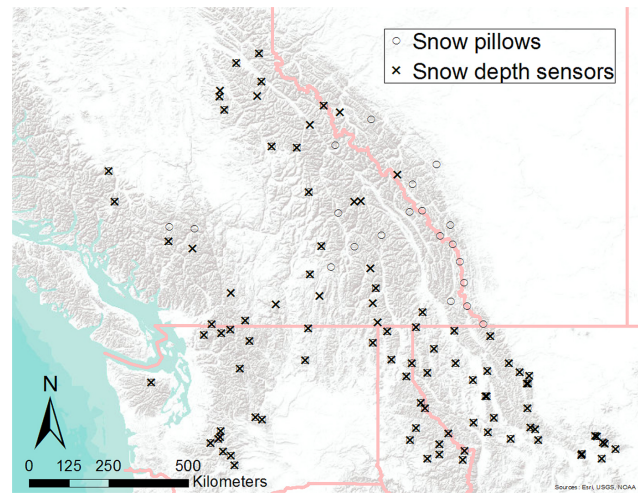 Snow pillows
Snow depth sensors
N
0 125 250 500
Kilometers
Sources: Esri, USGS, NOAA